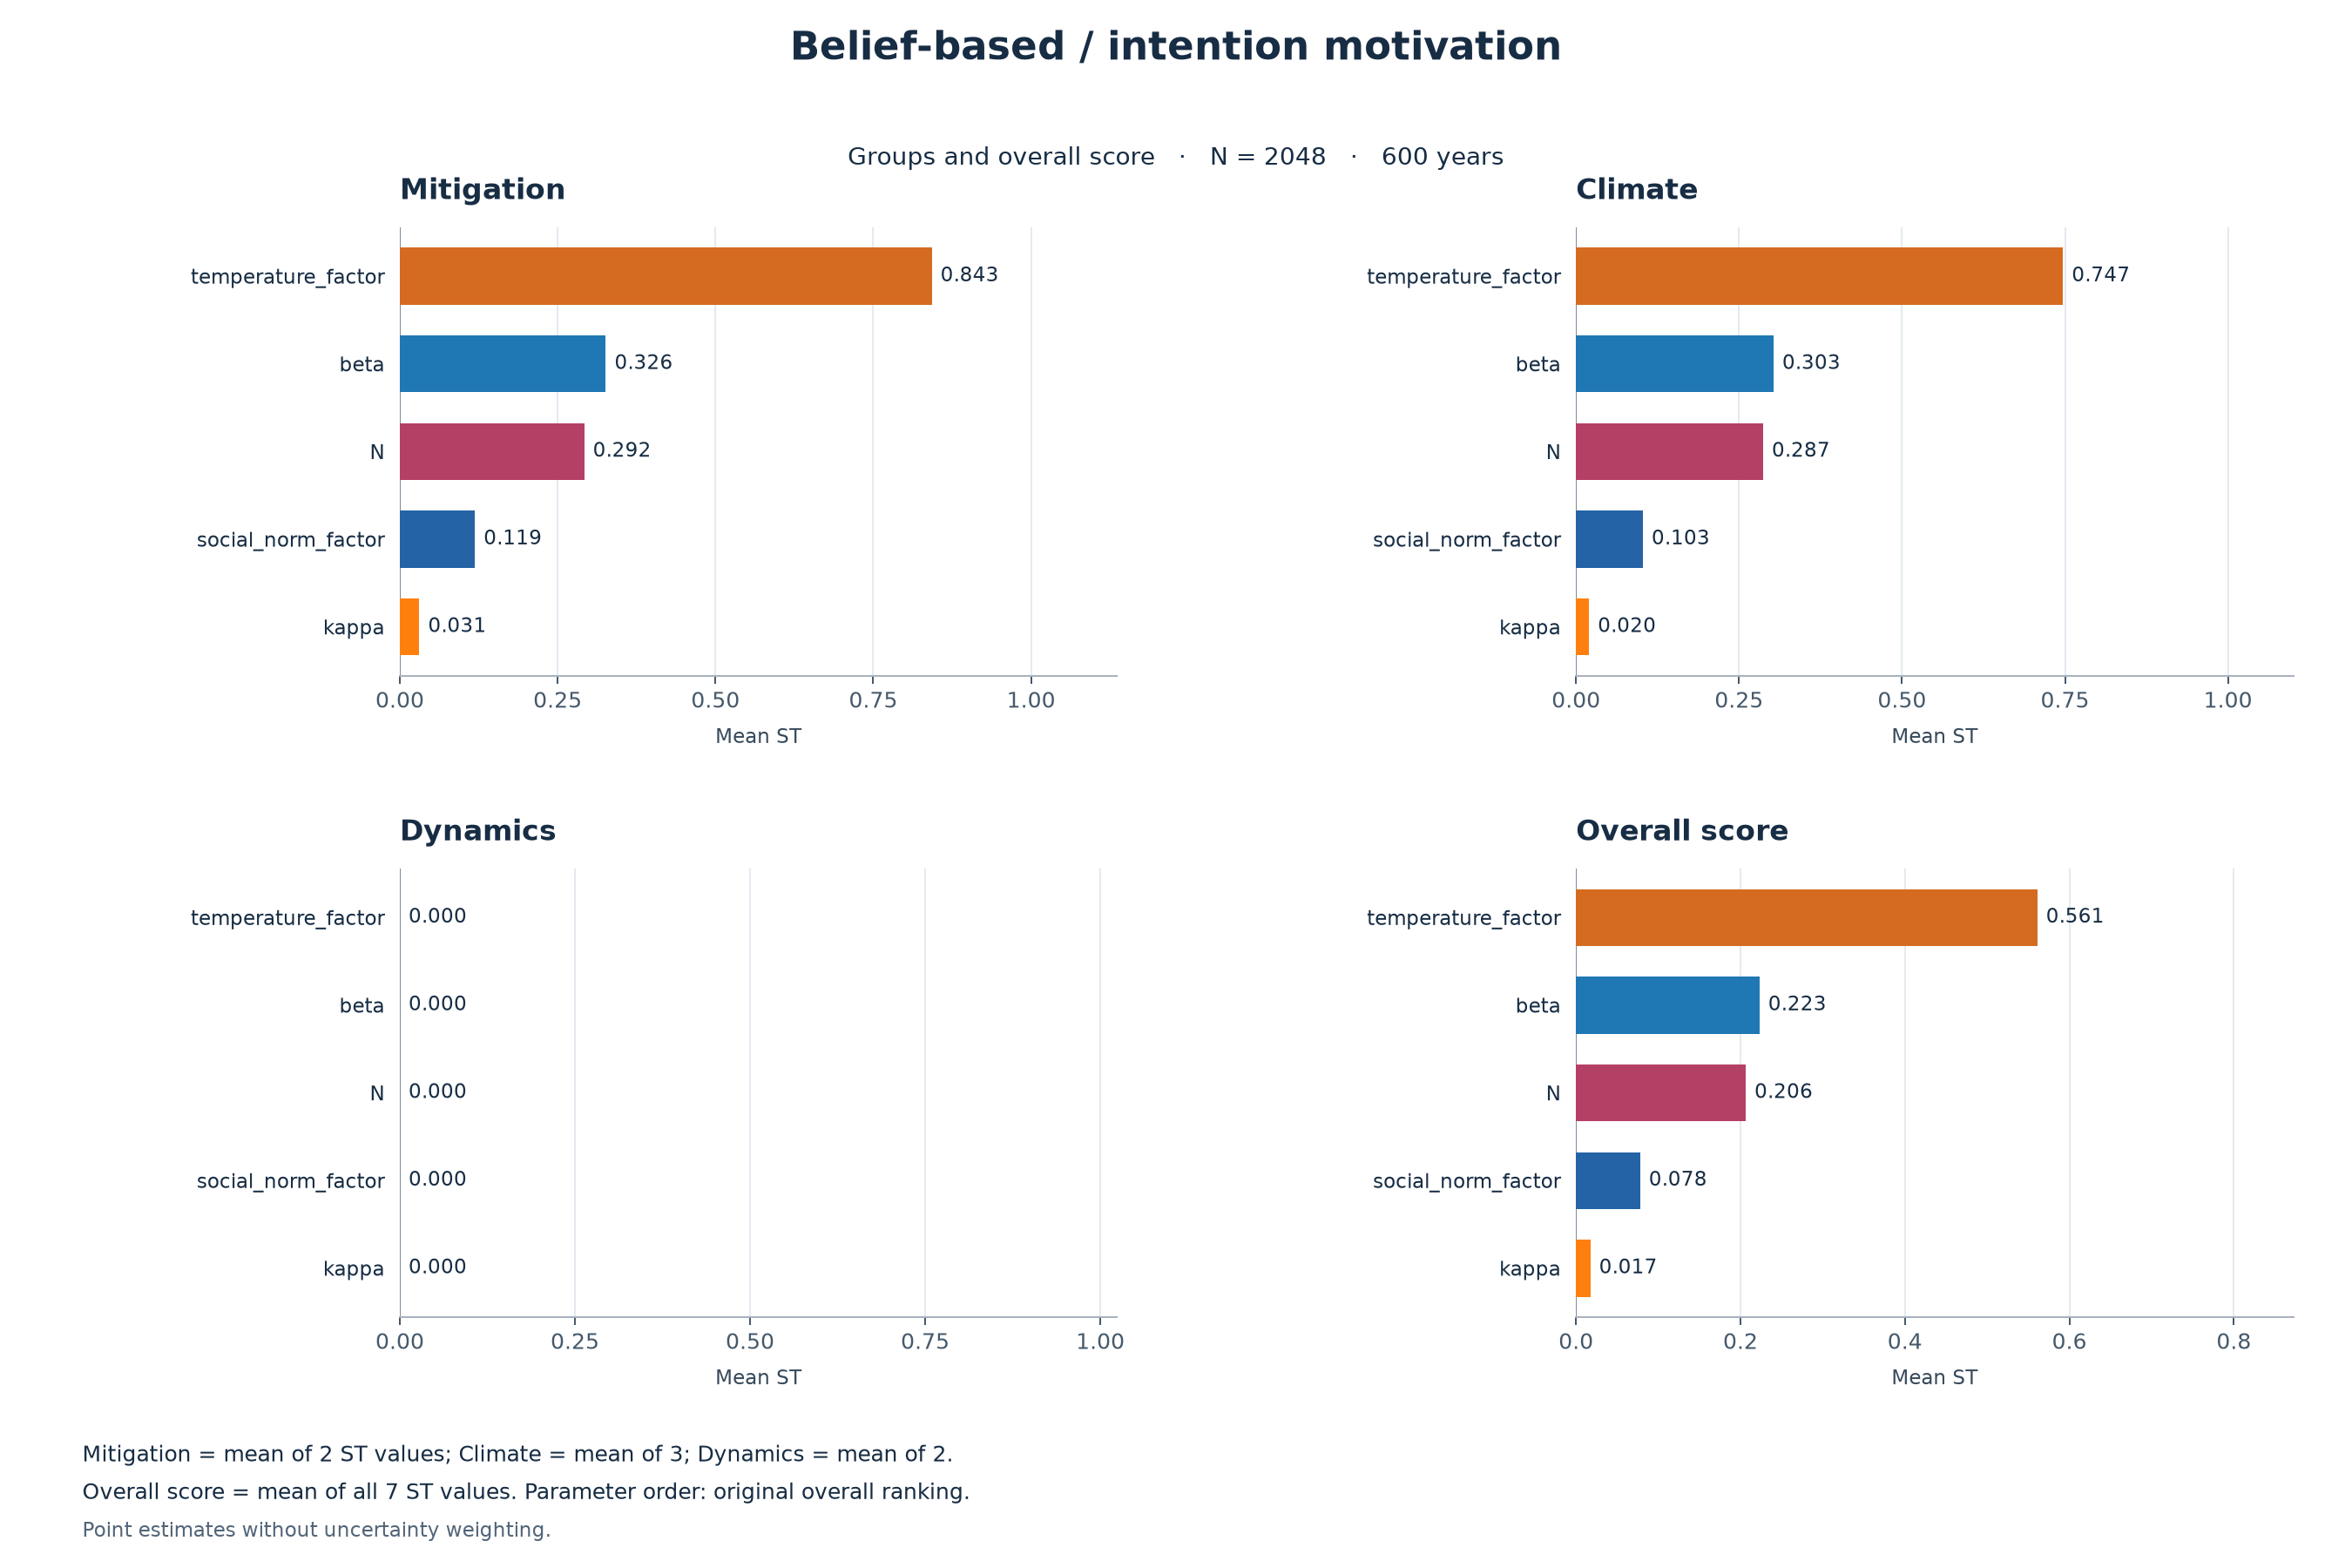 Belief-based / intention motivation
Groups and overall score · N = 2048 · 600 years
Mitigation
temperature_factor 0.843
beta 0.326
N 0.292
social_norm_factor 0.119
kappa 0.031
0.00 0.25 0.50 0.75 1.00
Mean ST
Climate
temperature_factor 0.747
beta 0.303
N 0.287
social_norm_factor 0.103
kappa 0.020
0.00 0.25 0.50 0.75 1.00
Mean ST
Dynamics
temperature_factor 0.000
beta 0.000
N 0.000
social_norm_factor 0.000
kappa 0.000
0.00 0.25 0.50 0.75 1.00
Mean ST
Overall score
temperature_factor 0.561
beta 0.223
N 0.206
social_norm_factor 0.078
kappa 0.017
0.0 0.2 0.4 0.6 0.8
Mean ST
Mitigation = mean of 2 ST values; Climate = mean of 3; Dynamics = mean of 2.
Overall score = mean of all 7 ST values. Parameter order: original overall ranking.
Point estimates without uncertainty weighting.